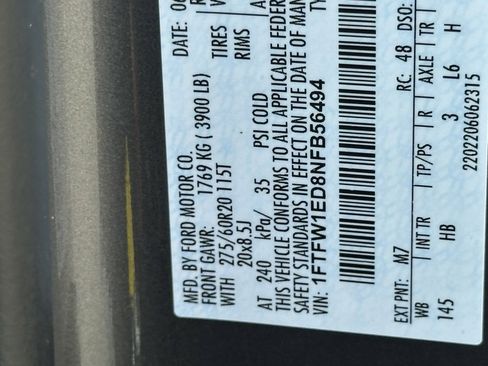 MFD. BY FORD MOTOR CO.
DATE: 06
FRONT GAWR: 1769 KG ( 3900 LB)
WITH 275/60R20 115T TIRES
20x8.5J RIMS
AT 240 kPa/ 35 PSI COLD
THIS VEHICLE CONFORMS TO ALL APPLICABLE FEDER
SAFETY STANDARDS IN EFFECT ON THE DATE OF MAN
VIN: 1FTFW1ED8NFB56494
TY
EXT PNT: M7 RC: 48 DSO:
WB INT TR TP/PS R AXLE TR
145 HB 3 L6 H
2202206062315